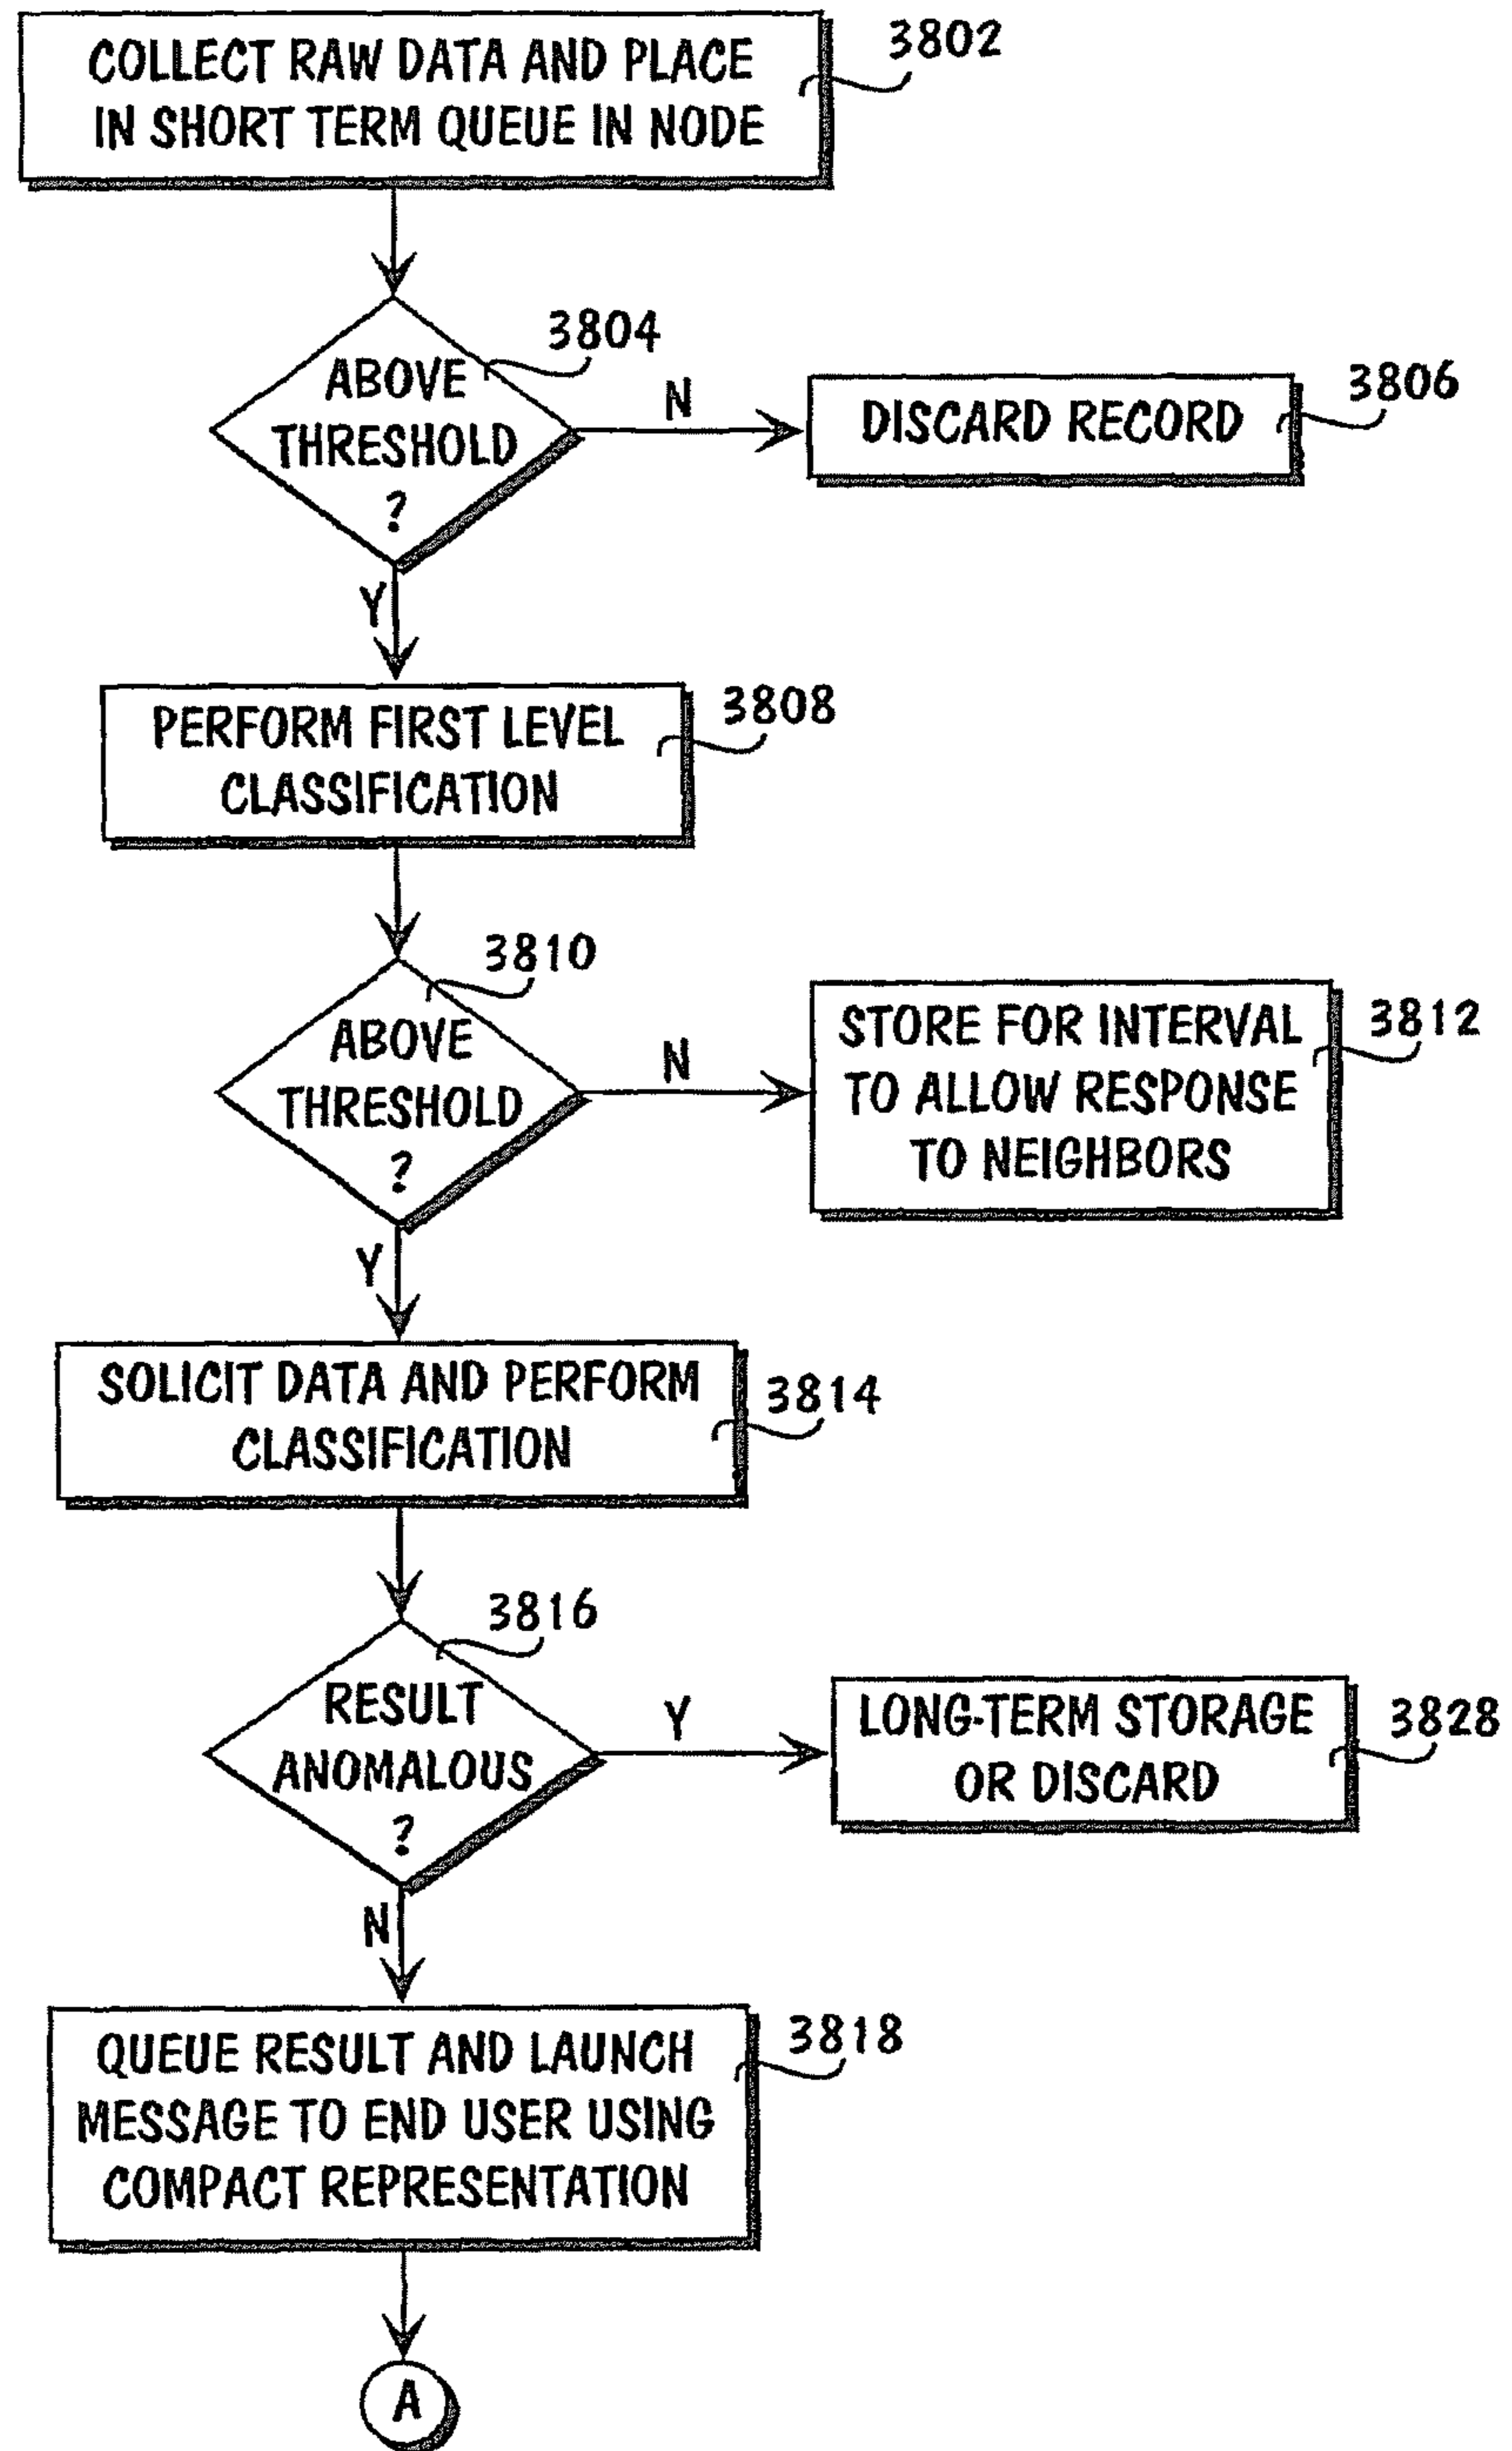 COLLECT RAW DATA AND PLACE
IN SHORT TERM QUEUE IN NODE
3802
ABOVE
THRESHOLD
?
3804
N
DISCARD RECORD
3806
Y
PERFORM FIRST LEVEL
CLASSIFICATION
3808
ABOVE
THRESHOLD
?
3810
N
STORE FOR INTERVAL
TO ALLOW RESPONSE
TO NEIGHBORS
3812
Y
SOLICIT DATA AND PERFORM
CLASSIFICATION
3814
RESULT
ANOMALOUS
?
3816
Y
LONG-TERM STORAGE
OR DISCARD
3828
N
QUEUE RESULT AND LAUNCH
MESSAGE TO END USER USING
COMPACT REPRESENTATION
3818
A